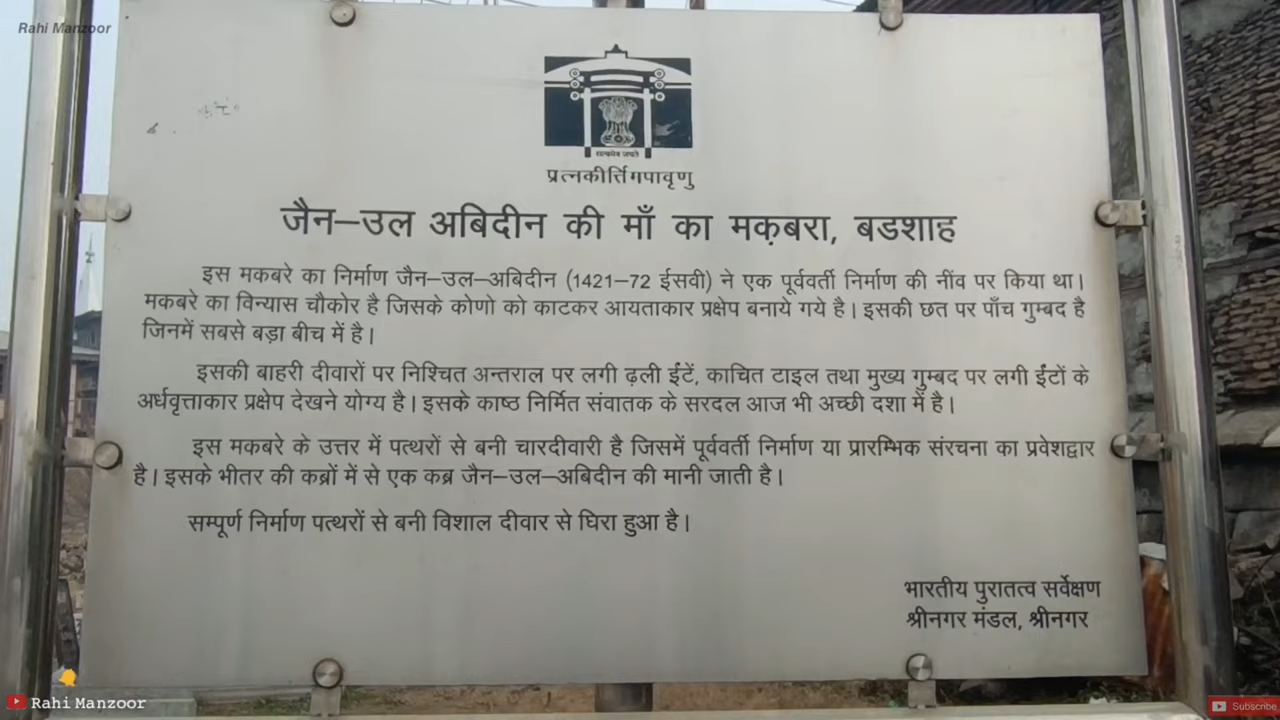 Rahi Manzoor
सत्यमेव जयते
प्रत्नकीर्त्तिमपावृणु
जैन–उल अबिदीन की माँ का मक़बरा, बडशाह
इस मकबरे का निर्माण जैन–उल–अबिदीन (1421–72 ईसवी) ने एक पूर्ववर्ती निर्माण की नींव पर किया था।
मकबरे का विन्यास चौकोर है जिसके कोणो को काटकर आयताकार प्रक्षेप बनाये गये है। इसकी छत पर पाँच गुम्बद है
जिनमें सबसे बड़ा बीच में है।
इसकी बाहरी दीवारों पर निश्चित अन्तराल पर लगी ढ़ली ईंटें, काचित टाइल तथा मुख्य गुम्बद पर लगी ईंटों के
अर्धवृत्ताकार प्रक्षेप देखने योग्य है। इसके काष्ठ निर्मित संवातक के सरदल आज भी अच्छी दशा में है।
इस मकबरे के उत्तर में पत्थरों से बनी चारदीवारी है जिसमें पूर्ववर्ती निर्माण या प्रारम्भिक संरचना का प्रवेशद्वार
है। इसके भीतर की कब्रों में से एक कब्र जैन–उल–अबिदीन की मानी जाती है।
सम्पूर्ण निर्माण पत्थरों से बनी विशाल दीवार से घिरा हुआ है।
भारतीय पुरातत्व सर्वेक्षण
श्रीनगर मंडल, श्रीनगर
Rahi Manzoor
Subscribe